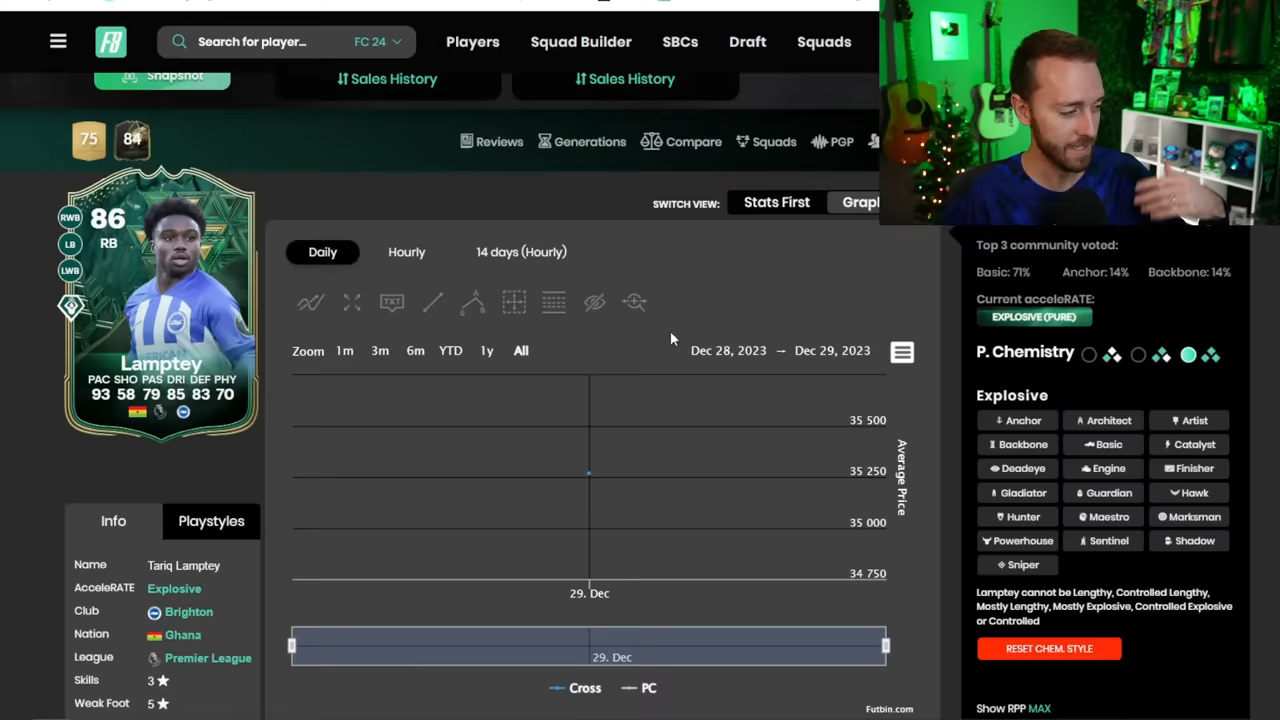 FB
Search for player...
FC 24
Players
Squad Builder
SBCs
Draft
Squads
Snapshot
Sales History
Sales History
75
84
Reviews
Generations
Compare
Squads
PGP
SWITCH VIEW:
Stats First
Grap
RWB
86
RB
LB
LWB
Lamptey
PAC SHO PAS DRI DEF PHY
93 58 79 85 83 70
Daily
Hourly
14 days (Hourly)
TXT
Zoom 1m 3m 6m YTD 1y All
Dec 28, 2023 → Dec 29, 2023
35 500
35 250
35 000
34 750
Average Price
29. Dec
29. Dec
Cross
PC
Futbin.com
Info
Playstyles
Name Tariq Lamptey
AcceleRATE Explosive
Club Brighton
Nation Ghana
League Premier League
Skills 3★
Weak Foot 5★
Top 3 community voted:
Basic: 71% Anchor: 14% Backbone: 14%
Current acceleRATE:
EXPLOSIVE (PURE)
P. Chemistry
Explosive
Anchor Architect Artist
Backbone Basic Catalyst
Deadeye Engine Finisher
Gladiator Guardian Hawk
Hunter Maestro Marksman
Powerhouse Sentinel Shadow
Sniper
Lamptey cannot be Lengthy, Controlled Lengthy,
Mostly Lengthy, Mostly Explosive, Controlled Explosive
or Controlled
RESET CHEM. STYLE
Show RPP MAX